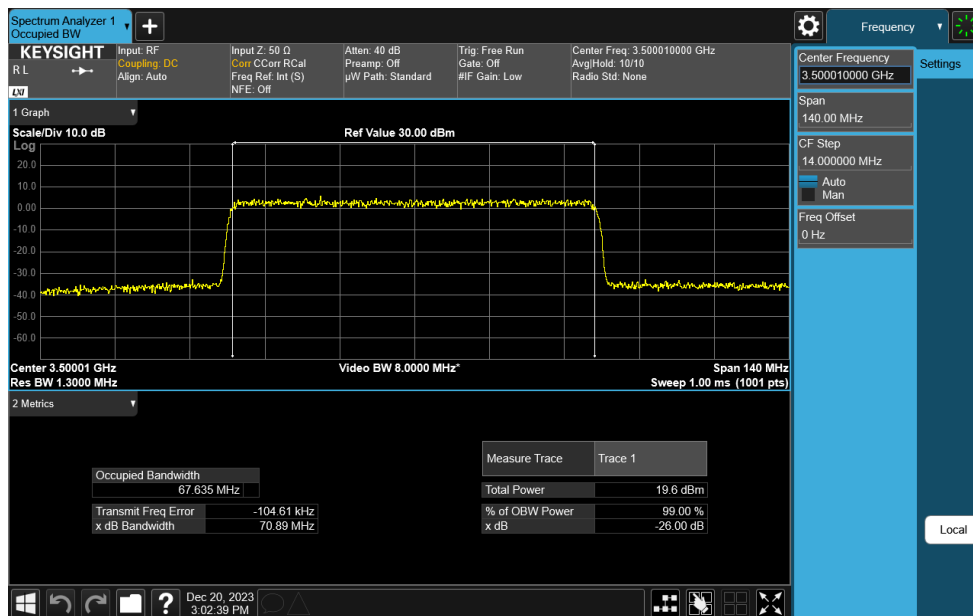 Spectrum Analyzer 1
Occupied BW
Frequency
KEYSIGHT
R L
LXI
Input: RF
Coupling: DC
Align: Auto
Input Z: 50 Ω
Corr CCorr RCal
Freq Ref: Int (S)
NFE: Off
Atten: 40 dB
Preamp: Off
µW Path: Standard
Trig: Free Run
Gate: Off
#IF Gain: Low
Center Freq: 3.500010000 GHz
Avg|Hold: 10/10
Radio Std: None
Center Frequency
3.500010000 GHz
Settings
Span
140.00 MHz
CF Step
14.000000 MHz
Auto
Man
Freq Offset
0 Hz
Local
1 Graph
Scale/Div 10.0 dB
Ref Value 30.00 dBm
Log
20.0
10.0
0.00
-10.0
-20.0
-30.0
-40.0
-50.0
-60.0
Center 3.50001 GHz
Video BW 8.0000 MHz*
Span 140 MHz
Res BW 1.3000 MHz
Sweep 1.00 ms (1001 pts)
2 Metrics
Measure Trace Trace 1
Occupied Bandwidth
67.635 MHz
Total Power 19.6 dBm
Transmit Freq Error -104.61 kHz
% of OBW Power 99.00 %
x dB Bandwidth 70.89 MHz
x dB -26.00 dB
?
Dec 20, 2023
3:02:39 PM